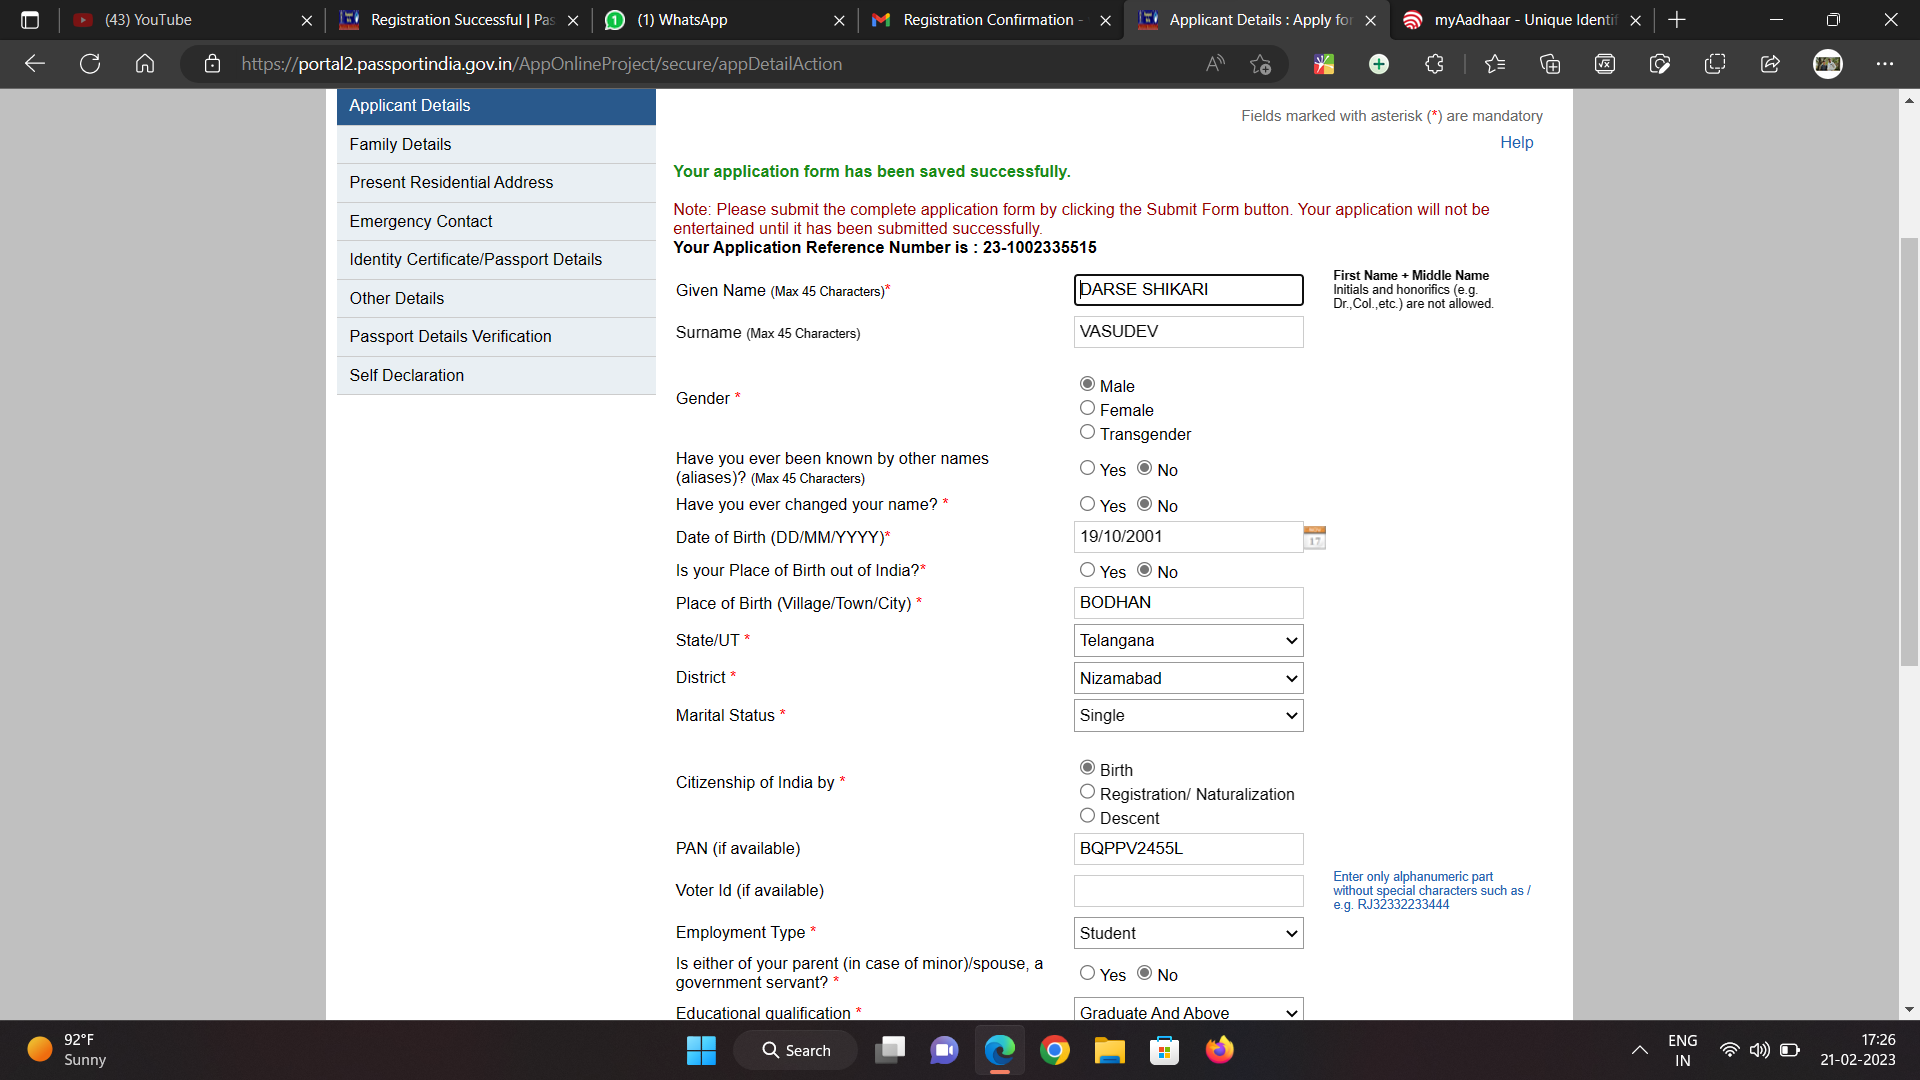 (43) YouTube
Registration Successful | Pas
(1) WhatsApp
Registration Confirmation -
Applicant Details : Apply for
myAadhaar - Unique Identif
https://portal2.passportindia.gov.in/AppOnlineProject/secure/appDetailAction
Applicant Details
Family Details
Present Residential Address
Emergency Contact
Identity Certificate/Passport Details
Other Details
Passport Details Verification
Self Declaration
Fields marked with asterisk (*) are mandatory
Help
Your application form has been saved successfully.
Note: Please submit the complete application form by clicking the Submit Form button. Your application will not be
entertained until it has been submitted successfully.
Your Application Reference Number is : 23-1002335515
Given Name (Max 45 Characters)*
DARSE SHIKARI
First Name + Middle Name
Initials and honorifics (e.g.
Dr.,Col.,etc.) are not allowed.
Surname (Max 45 Characters)
VASUDEV
Gender *
Male
Female
Transgender
Have you ever been known by other names
(aliases)? (Max 45 Characters)
Yes No
Have you ever changed your name? *
Yes No
Date of Birth (DD/MM/YYYY)*
19/10/2001
17
Is your Place of Birth out of India?*
Yes No
Place of Birth (Village/Town/City) *
BODHAN
State/UT *
Telangana
District *
Nizamabad
Marital Status *
Single
Citizenship of India by *
Birth
Registration/ Naturalization
Descent
PAN (if available)
BQPPV2455L
Voter Id (if available)
Enter only alphanumeric part
without special characters such as /
e.g. RJ32332233444
Employment Type *
Student
Is either of your parent (in case of minor)/spouse, a
government servant? *
Yes No
Educational qualification *
Graduate And Above
92°F
Sunny
Search
ENG
IN
17:26
21-02-2023